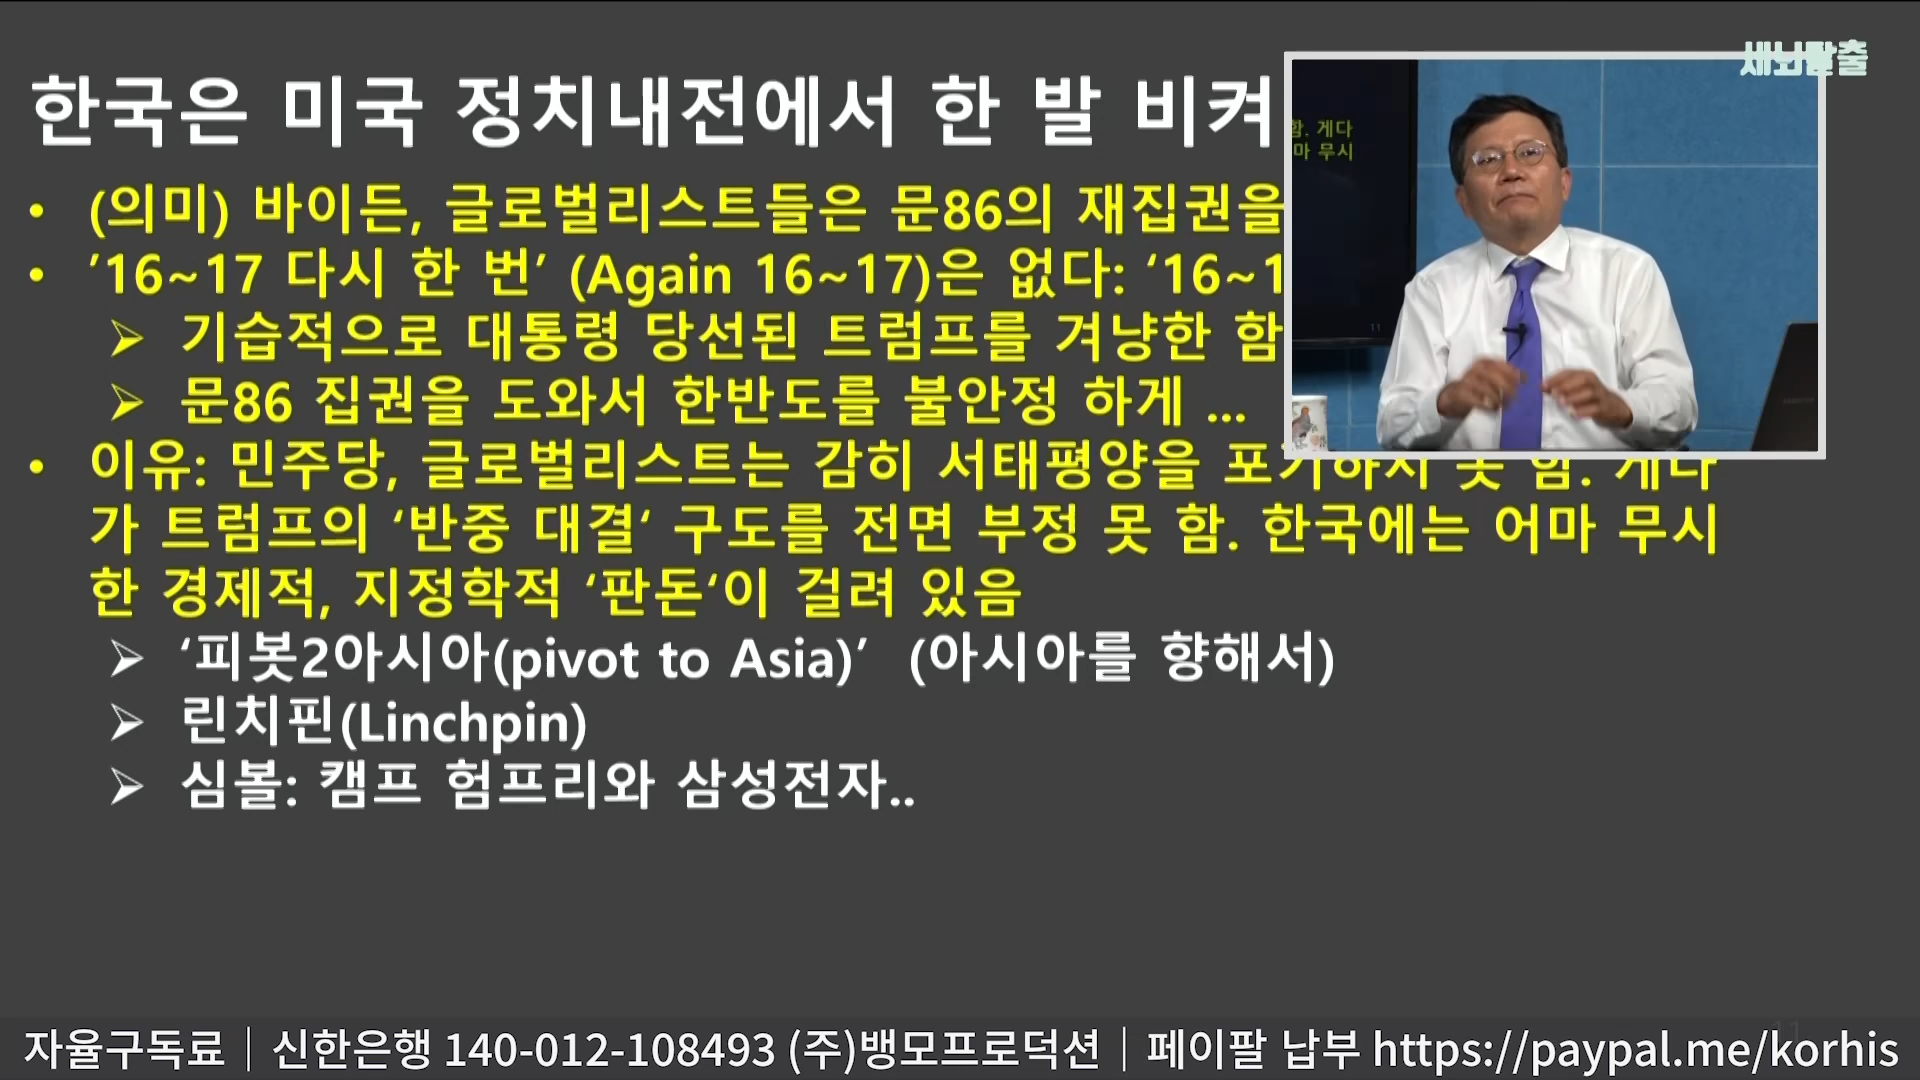 세뇌탈출
한국은 미국 정치내전에서 한 발 비켜
• (의미) 바이든, 글로벌리스트들은 문86의 재집권을
• ’16~17 다시 한 번’ (Again 16~17)은 없다: ‘16~1
➢ 기습적으로 대통령 당선된 트럼프를 겨냥한 함
➢ 문86 집권을 도와서 한반도를 불안정 하게 ...
• 이유: 민주당, 글로벌리스트는 감히 서태평양을 포기하지 못 함. 게다
가 트럼프의 ‘반중 대결‘ 구도를 전면 부정 못 함. 한국에는 어마 무시
한 경제적, 지정학적 ‘판돈‘이 걸려 있음
➢ ‘피봇2아시아(pivot to Asia)’ (아시아를 향해서)
➢ 린치핀(Linchpin)
➢ 심볼: 캠프 험프리와 삼성전자..
함. 게다
마 무시
11
자율구독료│신한은행 140-012-108493 (주)뱅모프로덕션│페이팔 납부 https://paypal.me/korhis